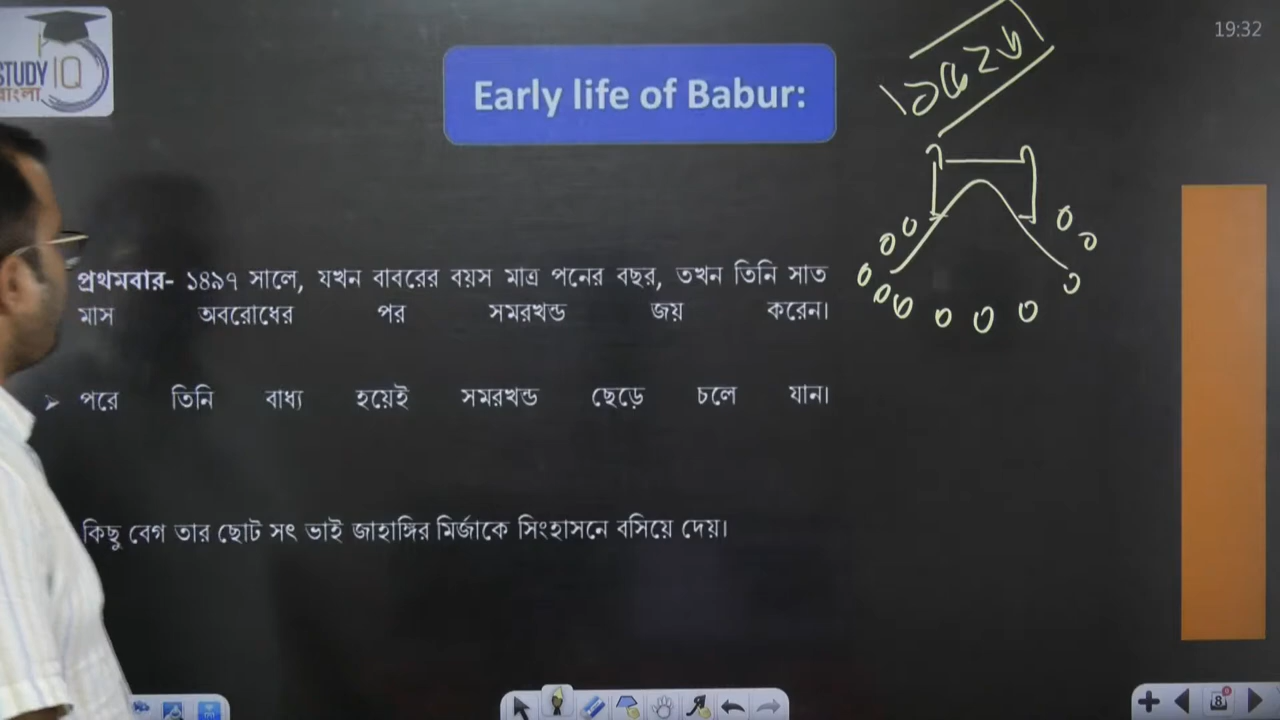 STUDY IQ
বাংলা
19:32
Early life of Babur:
প্রথমবার- ১৪৯৭ সালে, যখন বাবরের বয়স মাত্র পনের বছর, তখন তিনি সাত
মাস অবরোধের পর সমরখন্ড জয় করেন।
➢ পরে তিনি বাধ্য হয়েই সমরখন্ড ছেড়ে চলে যান।
কিছু বেগ তার ছোট সৎ ভাই জাহাঙ্গির মির্জাকে সিংহাসনে বসিয়ে দেয়।
8